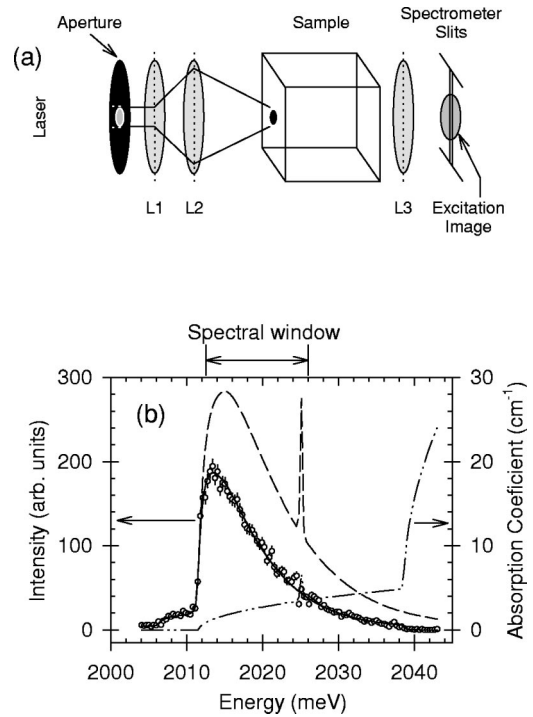 Aperture
Sample
Spectrometer
Slits
(a)
Laser
L1
L2
L3
Excitation
Image
Spectral window
(b)
300
200
100
0
Intensity (arb. units)
30
20
10
0
Absorption Coeficient (cm⁻¹)
2000 2010 2020 2030 2040
Energy (meV)